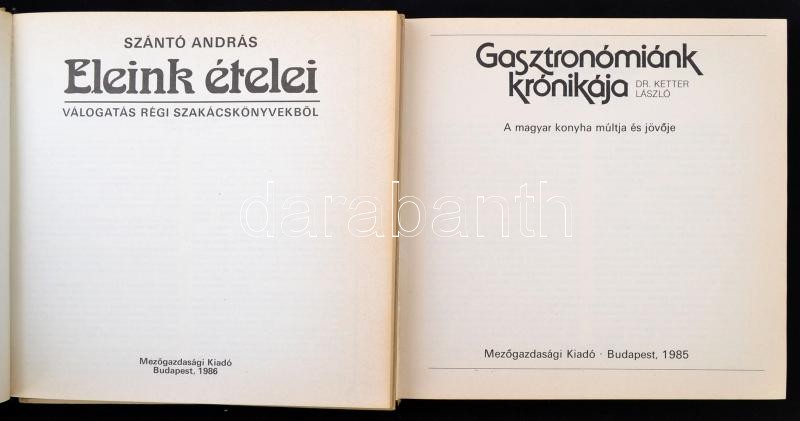 SZÁNTÓ ANDRÁS
Eleink ételei
VÁLOGATÁS RÉGI SZAKÁCSKÖNYVEKBŐL
Mezőgazdasági Kiadó
Budapest, 1986
Gasztronómiánk
krónikája
DR. KETTER
LÁSZLÓ
A magyar konyha múltja és jövője
Mezőgazdasági Kiadó · Budapest, 1985
darabanth